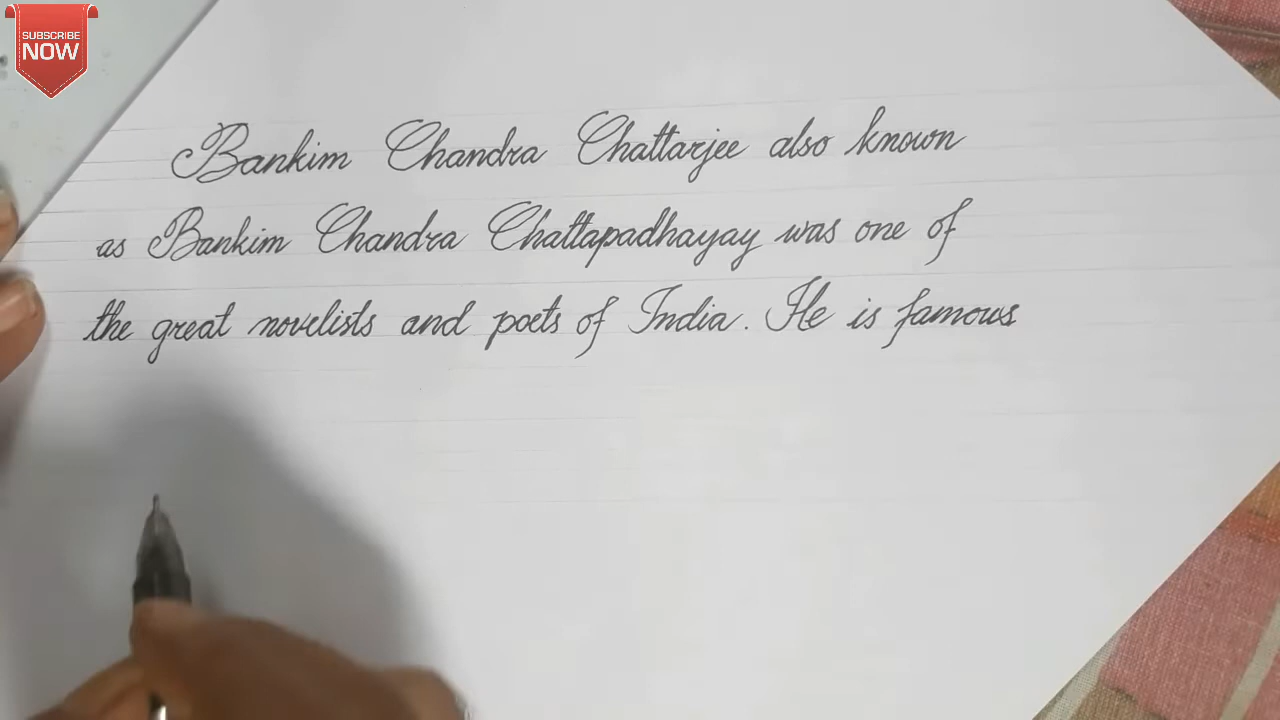 SUBSCRIBE
NOW
Bankim Chandra Chattarjee also known
as Bankim Chandra Chattapadhayay was one of
the great novelists and poets of India. He is famous